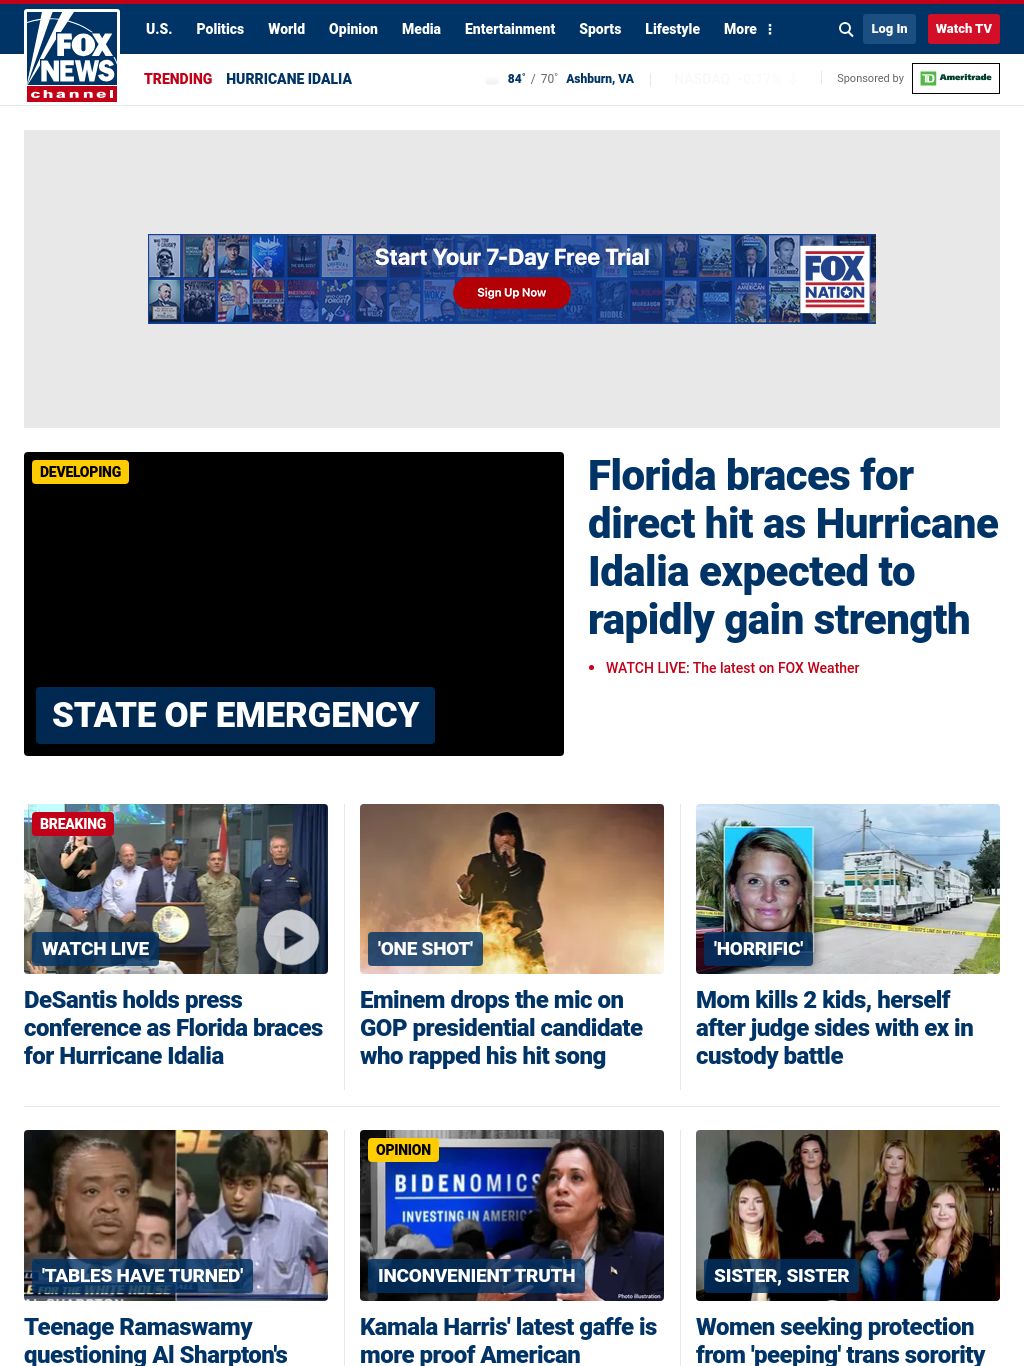 U.S. Politics World Opinion Media Entertainment Sports Lifestyle More
Log In
Watch TV
FOX
NEWS
channel
TRENDING HURRICANE IDALIA
84° / 70° Ashburn, VA
NASDAQ
Sponsored by
TD Ameritrade
Start Your 7-Day Free Trial
Sign Up Now
FOX
NATION
DEVELOPING
STATE OF EMERGENCY
Florida braces for
direct hit as Hurricane
Idalia expected to
rapidly gain strength
• WATCH LIVE: The latest on FOX Weather
BREAKING
WATCH LIVE
DeSantis holds press
conference as Florida braces
for Hurricane Idalia
'ONE SHOT'
Eminem drops the mic on
GOP presidential candidate
who rapped his hit song
'HORRIFIC'
Mom kills 2 kids, herself
after judge sides with ex in
custody battle
'TABLES HAVE TURNED'
Teenage Ramaswamy
questioning Al Sharpton's
OPINION
BIDENOMICS
INVESTING IN AMERICA
INCONVENIENT TRUTH
Photo illustration
Kamala Harris' latest gaffe is
more proof American
SISTER, SISTER
Women seeking protection
from 'peeping' trans sorority